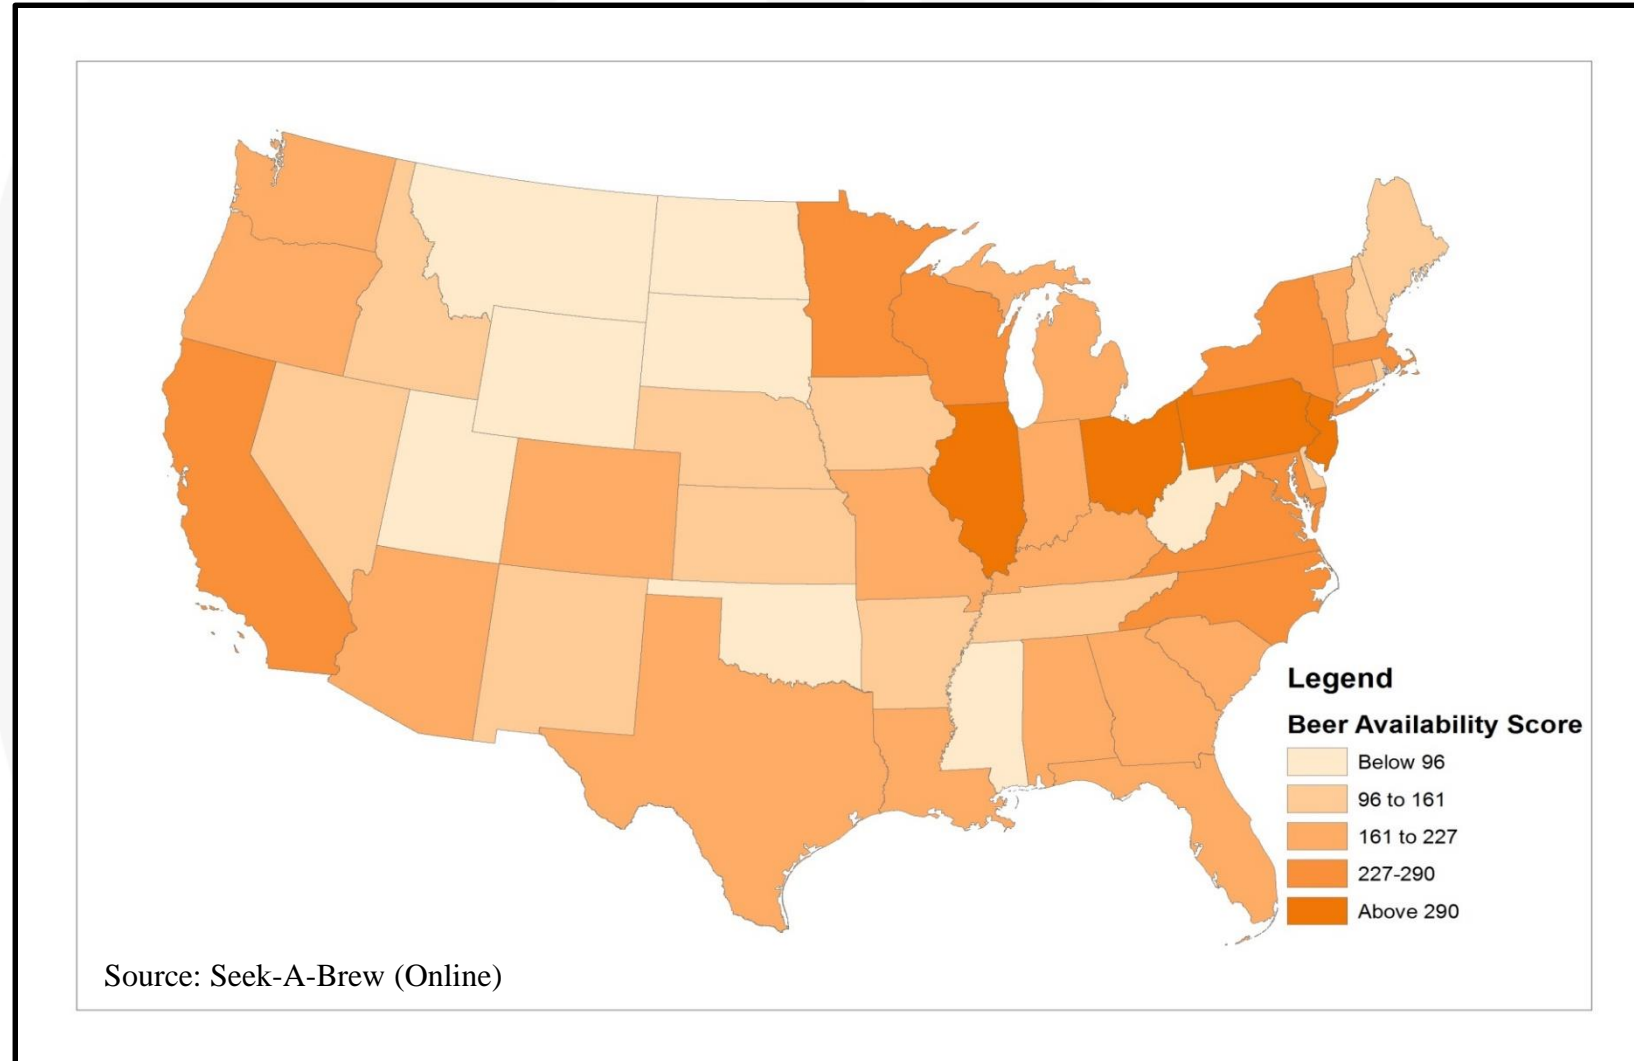 Legend
Beer Availability Score
Below 96
96 to 161
161 to 227
227-290
Above 290
Source: Seek-A-Brew (Online)